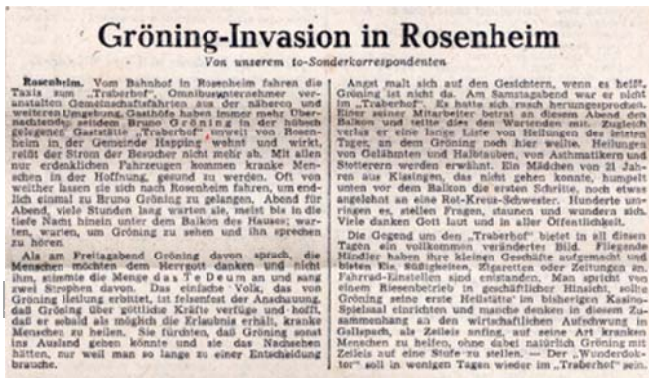 Gröning-Invasion in Rosenheim
Von unserem to-Sonderkorrespondenten
Rosenheim. Vom Bahnhof in Rosenheim fahren die
Taxis zum „Traberhof“, Omnibusunternehmer ver-
anstalten Gemeinschaftsfahrten aus der näheren und
weiteren Umgebung, Gasthöfe haben immer mehr Über-
nachtende, seitdem Bruno Gröning in der hübsch
gelegenen Gaststätte „Traberhof“ unweit von Rosen-
heim in der Gemeinde Happing wohnt und wirkt,
reißt der Strom der Besucher nicht mehr ab. Mit allen
nur erdenklichen Fahrzeugen kommen kranke Men-
schen in der Hoffnung, gesund zu werden. Oft von
weither lassen sie sich nach Rosenheim fahren, um end-
lich einmal zu Bruno Gröning zu gelangen. Abend für
Abend, viele Stunden lang warten sie, meist bis in die
tiefe Nacht hinein unter dem Balkon des Hauses; war-
ten, warten, um Gröning zu sehen und ihn sprechen
zu hören.
Als am Freitagabend Gröning davon sprach, die
Menschen möchten dem Herrgott danken und nicht
ihm, stimmte die Menge das Te Deum an und sang
zwei Strophen davon. Das einfache Volk, das von
Gröning Heilung erbittet, ist felsenfest der Anschauung,
daß Gröning über göttliche Kräfte verfüge und hofft,
daß er sobald als möglich die Erlaubnis erhält, kranke
Menschen zu heilen. Sie fürchten, daß Gröning sonst
ins Ausland gehen könnte und sie das Nachsehen
hätten, nur weil man so lange zu einer Entscheidung
brauche.
Angst malt sich auf den Gesichtern, wenn es heißt,
Gröning ist nicht da. Am Samstagabend war er nicht
im „Traberhof“. Es hatte sich rasch herumgesprochen.
Einer seiner Mitarbeiter betrat an diesem Abend den
Balkon und teilte dies den Wartenden mit. Zugleich
verlas er eine lange Liste von Heilungen der letzten
Tage, an dem Gröning noch hier weilte. Heilungen
von Gelähmten und Halbtauben, von Asthmatikern und
Stotterern werden erwähnt. Ein Mädchen von 21 Jah-
ren aus Kissingen, das nicht gehen konnte, humpelt
unten vor dem Balkon die ersten Schritte, noch etwas
angelehnt an eine Rot-Kreuz-Schwester. Hunderte um-
ringen es, stellen Fragen, staunen und wundern sich.
Viele danken Gott laut und in aller Öffentlichkeit.
Die Gegend um den „Traberhof“ bietet in all diesen
Tagen ein vollkommen verändertes Bild. Fliegende
Händler haben ihre kleinen Geschäfte aufgemacht und
bieten Eis, Süßigkeiten, Zigaretten oder Zeitungen an.
Fahrrad-Einstellen sind entstanden. Man spricht von
einem Riesenbetrieb in geschäftlicher Hinsicht, sollte
Gröning seine erste Heilstätte im bisherigen Kasino-
Spielsaal einrichten und manche denken in diesem Zu-
sammenhang an den wirtschaftlichen Aufschwung in
Gallspach, als Zeileis anfing, auf seine Art kranken
Menschen zu helfen, ohne dabei natürlich Gröning mit
Zeileis auf eine Stufe zu stellen. — Der „Wunderdok-
tor“ soll in wenigen Tagen wieder im „Traberhof“ sein.